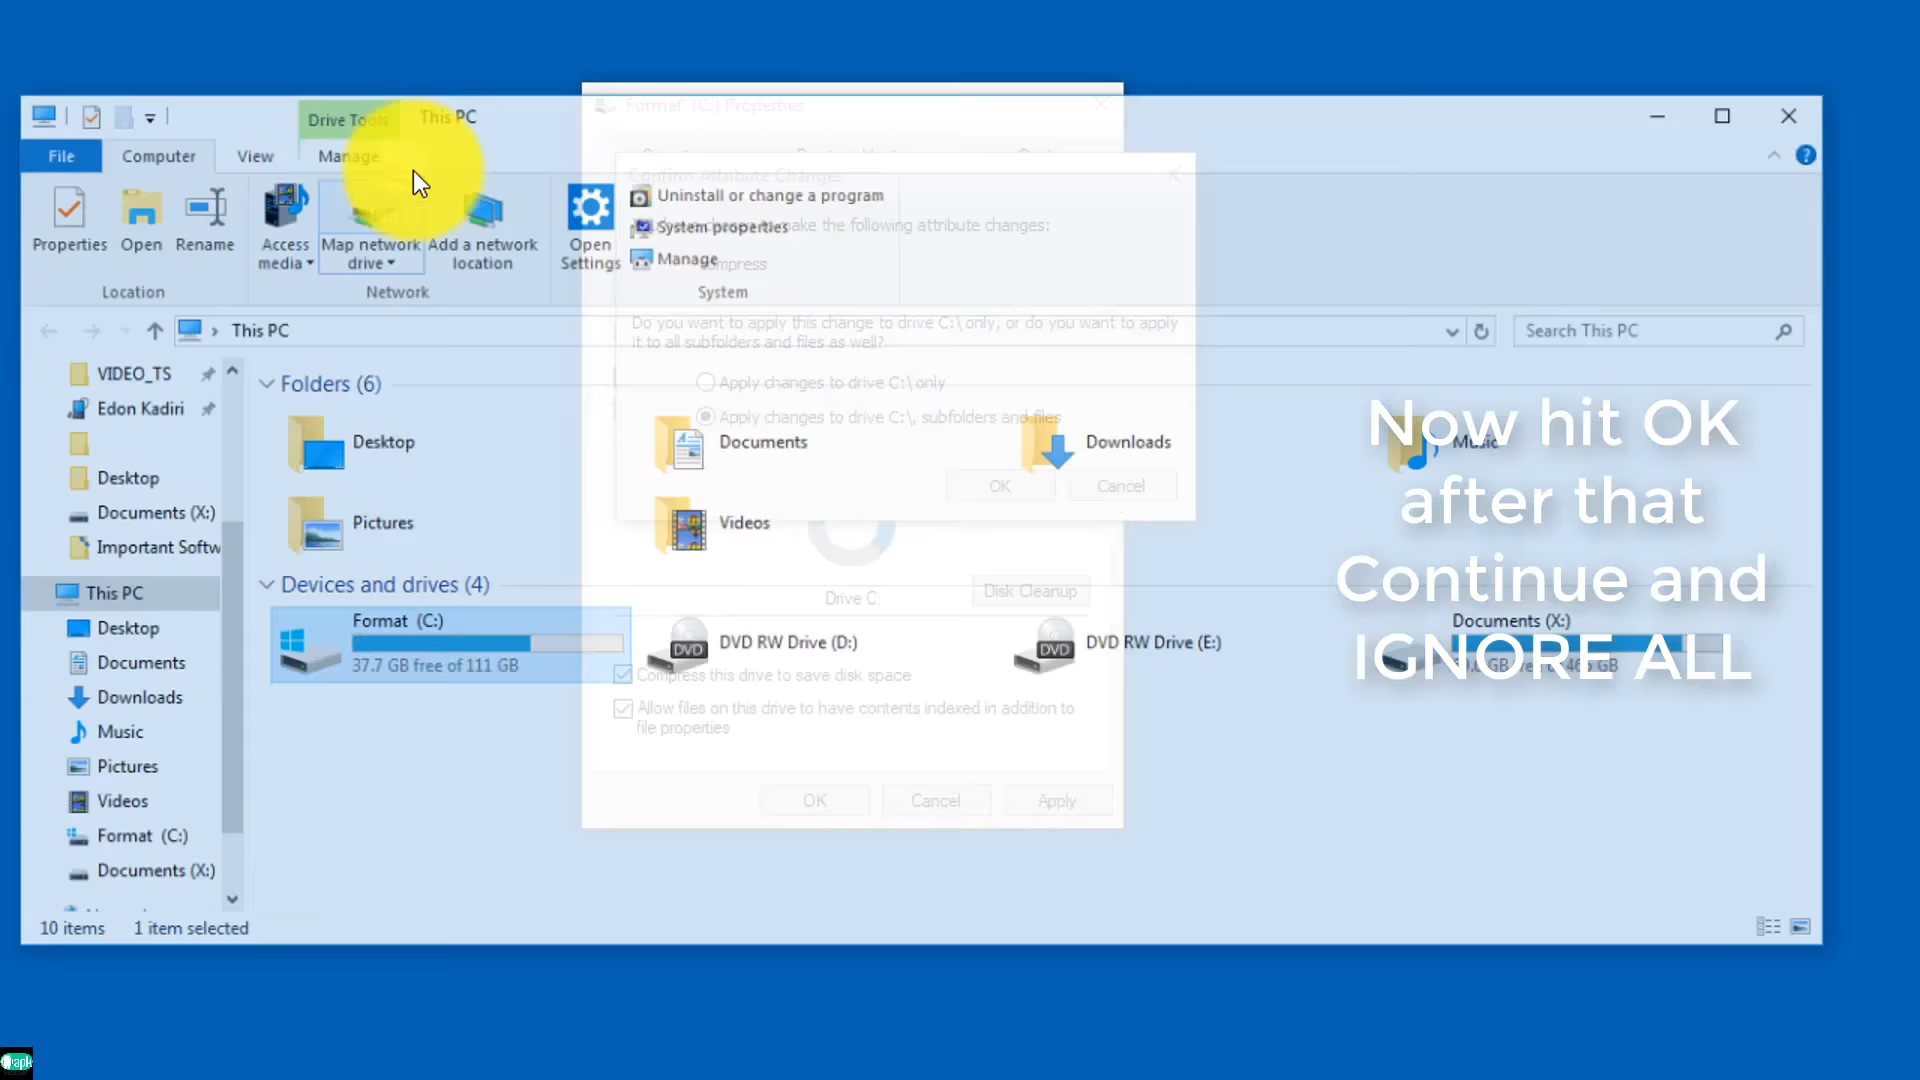 Drive Tools
This PC
Format (C:) Properties
File
Computer
View
Manage
Confirm Attribute Changes
Uninstall or change a program
make the following attribute changes:
System properties
Manage
compress
Properties
Open
Rename
Access
media
Map network
drive
Add a network
location
Open
Settings
Location
Network
System
This PC
Search This PC
Do you want to apply this change to drive C:\ only, or do you want to apply
it to all subfolders and files as well?
Apply changes to drive C:\ only
Apply changes to drive C:\, subfolders and files
OK
Cancel
VIDEO_TS
Edon Kadiri
Desktop
Documents (X:)
Important Softw
This PC
Desktop
Documents
Downloads
Music
Pictures
Videos
Format (C:)
Documents (X:)
Folders (6)
Desktop
Documents
Downloads
Music
Pictures
Videos
Devices and drives (4)
Format (C:)
37.7 GB free of 111 GB
DVD RW Drive (D:)
DVD RW Drive (E:)
Documents (X:)
Drive C
Disk Cleanup
Compress this drive to save disk space
Allow files on this drive to have contents indexed in addition to
file properties
OK
Cancel
Apply
Now hit OK
after that
Continue and
IGNORE ALL
10 items
1 item selected